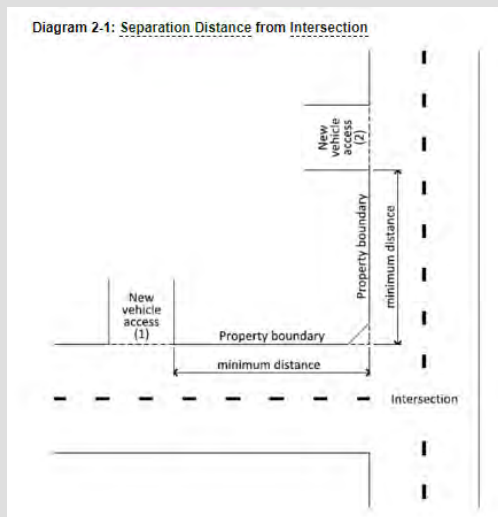 Diagram 2-1: Separation Distance from Intersection
New
vehicle
access
(2)
Property boundary
minimum distance
New
vehicle
access
(1)
Property boundary
minimum distance
Intersection